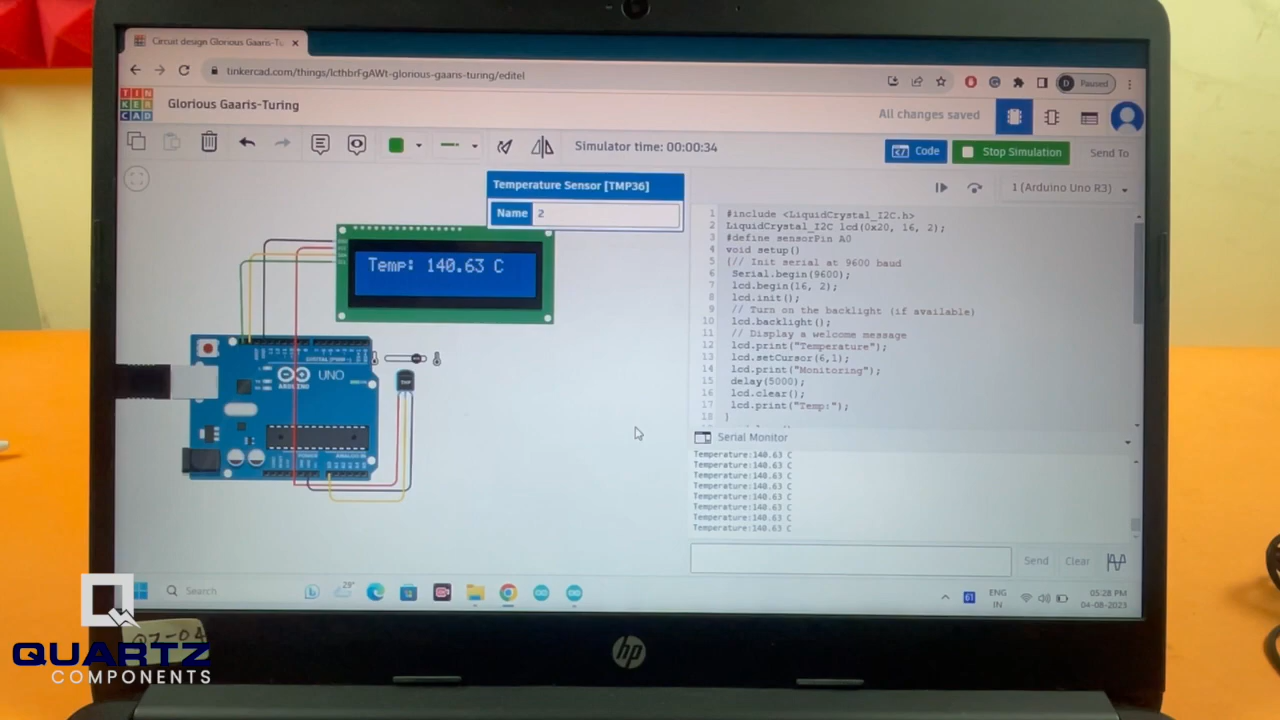 Circuit design Glorious Gaaris-Tu
tinkercad.com/things/lcthbrFgAWt-glorious-gaaris-turing/editel
Paused
TIN
KER
CAD
Glorious Gaaris-Turing
All changes saved
Simulator time: 00:00:34
Code
Stop Simulation
Send To
Temperature Sensor [TMP36]
Name 2
1 (Arduino Uno R3)
Temp: 140.63 C
UNO
ARDUINO
TMP
1 #include <LiquidCrystal_I2C.h>
2 LiquidCrystal_I2C lcd(0x20, 16, 2);
3 #define sensorPin A0
4 void setup()
5 {// Init serial at 9600 baud
6 Serial.begin(9600);
7 lcd.begin(16, 2);
8 lcd.init();
9 // Turn on the backlight (if available)
10 lcd.backlight();
11 // Display a welcome message
12 lcd.print("Temperature");
13 lcd.setCursor(6,1);
14 lcd.print("Monitoring");
15 delay(5000);
16 lcd.clear();
17 lcd.print("Temp:");
18 }
Serial Monitor
Temperature:140.63 C
Temperature:140.63 C
Temperature:140.63 C
Temperature:140.63 C
Temperature:140.63 C
Temperature:140.63 C
Temperature:140.63 C
Temperature:140.63 C
Send
Clear
Search
29°
ENG
IN
05:28 PM
04-08-2023
hp
QZ-04
QUARTZ
COMPONENTS